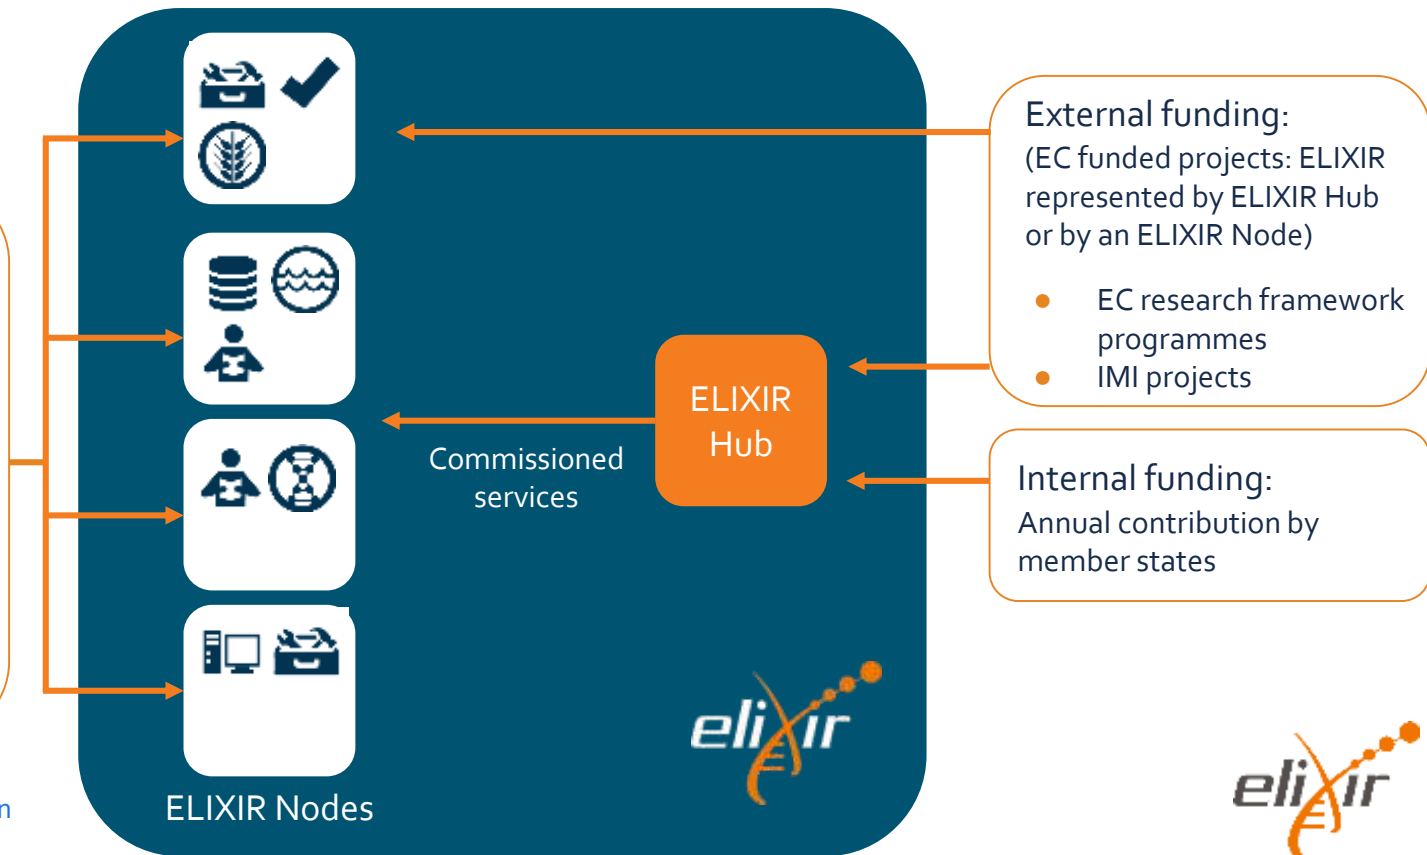 External funding:
(EC funded projects: ELIXIR
represented by ELIXIR Hub
or by an ELIXIR Node)
● EC research framework
programmes
● IMI projects
ELIXIR
Hub
Commissioned
services
Internal funding:
Annual contribution by
member states
elixir
elixir
ELIXIR Nodes
n